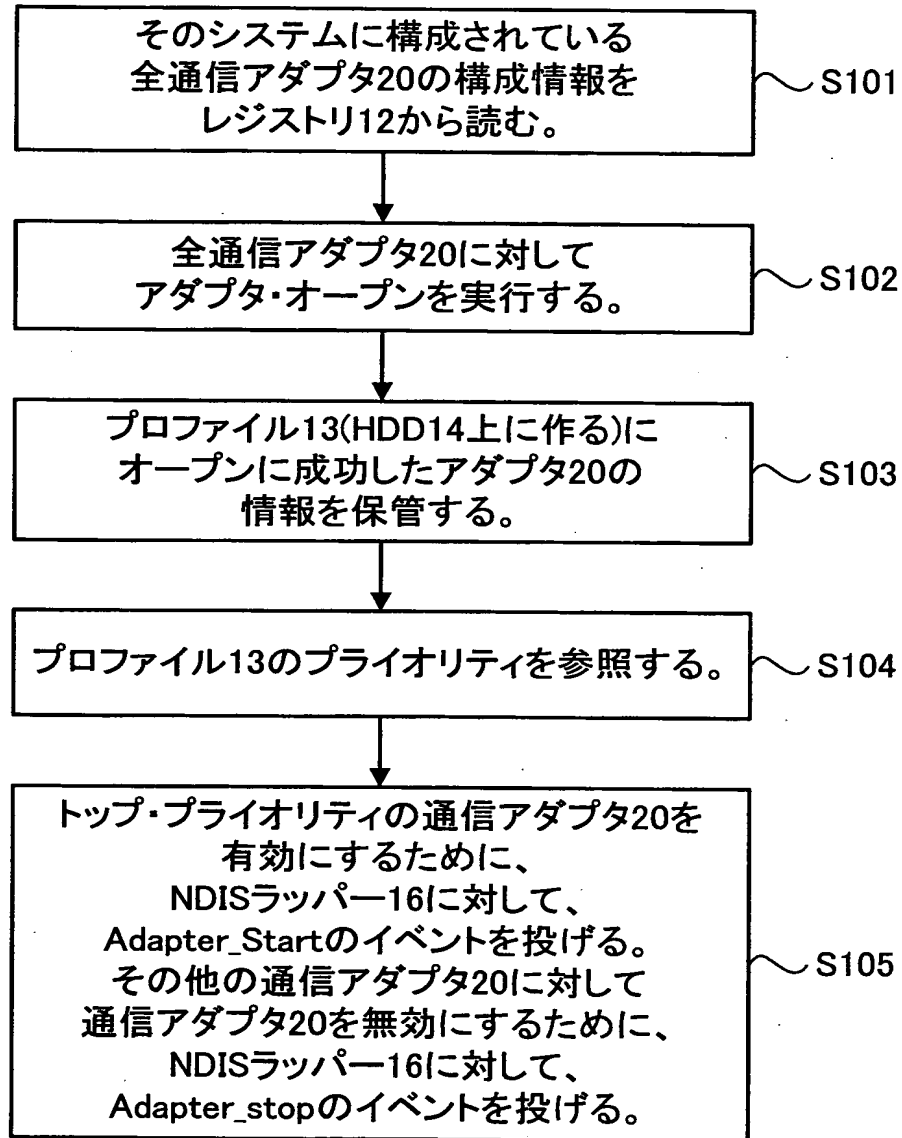 そのシステムに構成されている
全通信アダプタ20の構成情報を
レジストリ12から読む。
S101
全通信アダプタ20に対して
アダプタ・オープンを実行する。
S102
プロファイル13(HDD14上に作る)に
オープンに成功したアダプタ20の
情報を保管する。
S103
プロファイル13のプライオリティを参照する。
S104
トップ・プライオリティの通信アダプタ20を
有効にするために、
NDISラッパー16に対して、
Adapter_Startのイベントを投げる。
その他の通信アダプタ20に対して
通信アダプタ20を無効にするために、
NDISラッパー16に対して、
Adapter_stopのイベントを投げる。
S105